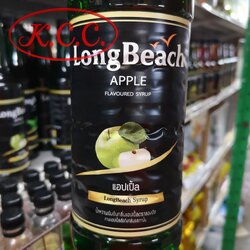 K.C.C.
LongBeach
APPLE
FLAVOURED SYRUP
แอปเปิ้ล
LongBeach Syrup